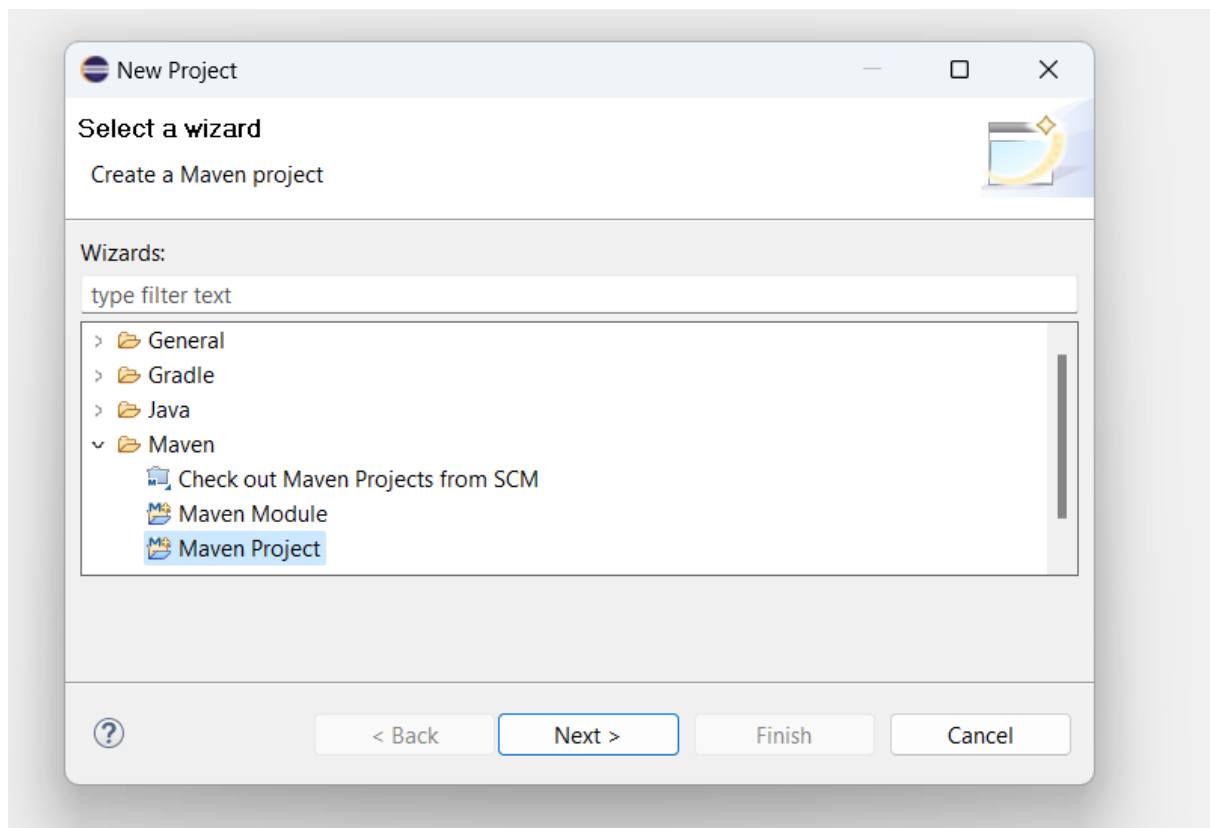 New Project
Select a wizard
Create a Maven project
Wizards:
type filter text
General
Gradle
Java
Maven
Check out Maven Projects from SCM
Maven Module
Maven Project
?
< Back
Next >
Finish
Cancel